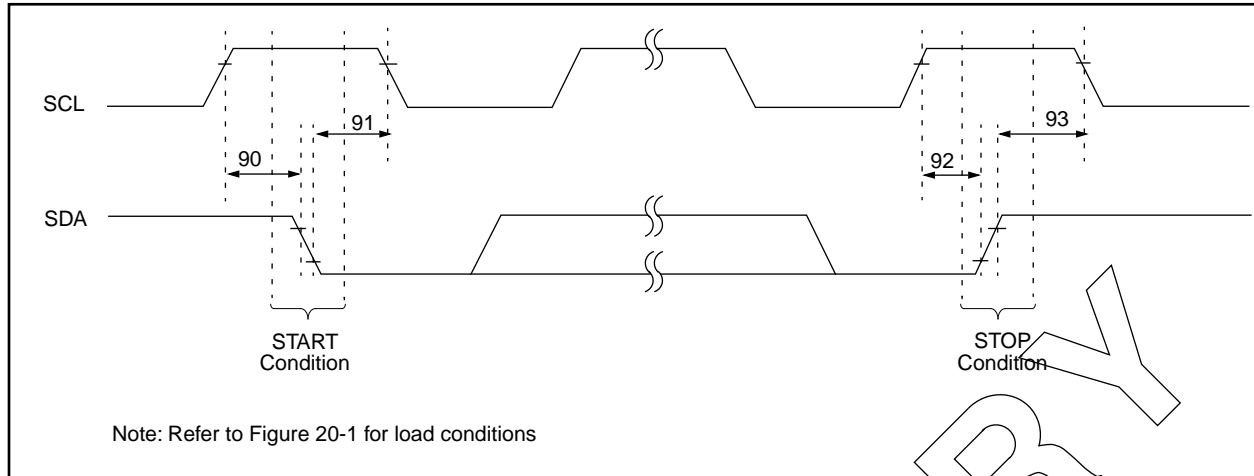 SCL
91
93
90
92
SDA
START
Condition
STOP
Condition
Note: Refer to Figure 20-1 for load conditions
R Y